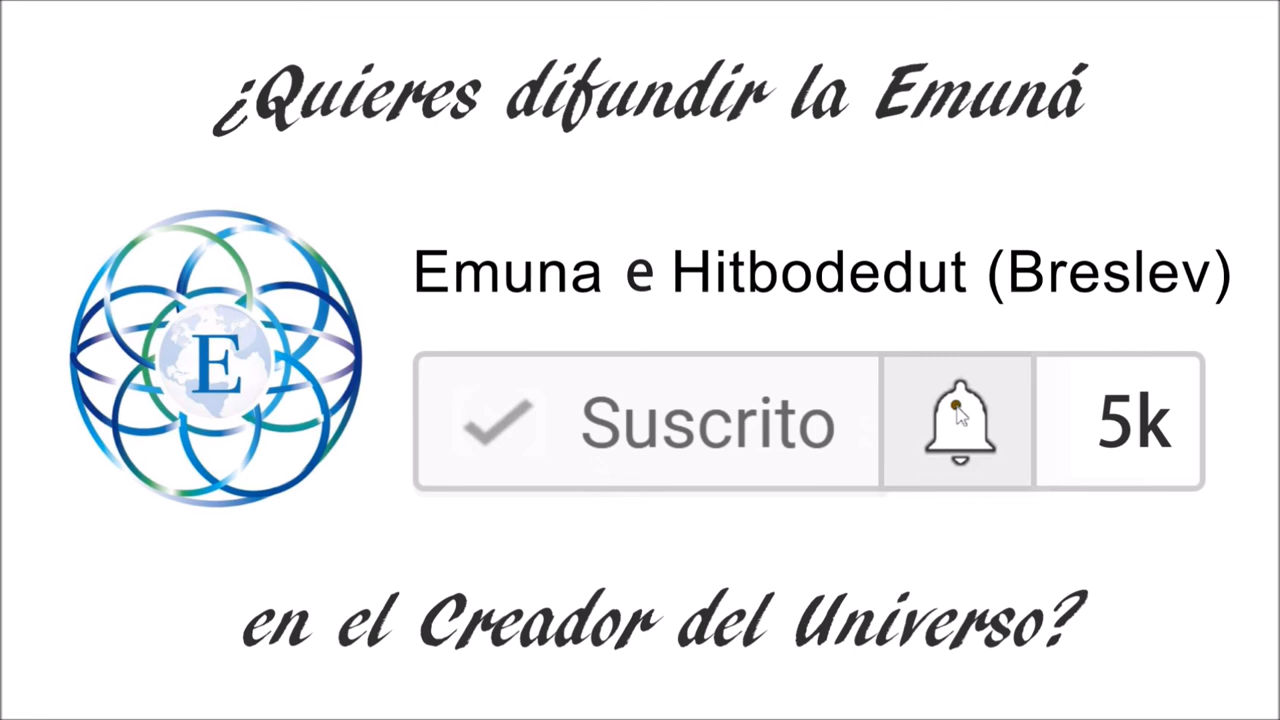 ¿Quieres difundir la Emuná
E
Emuna e Hitbodedut (Breslev)
Suscrito
5k
en el Creador del Universo?